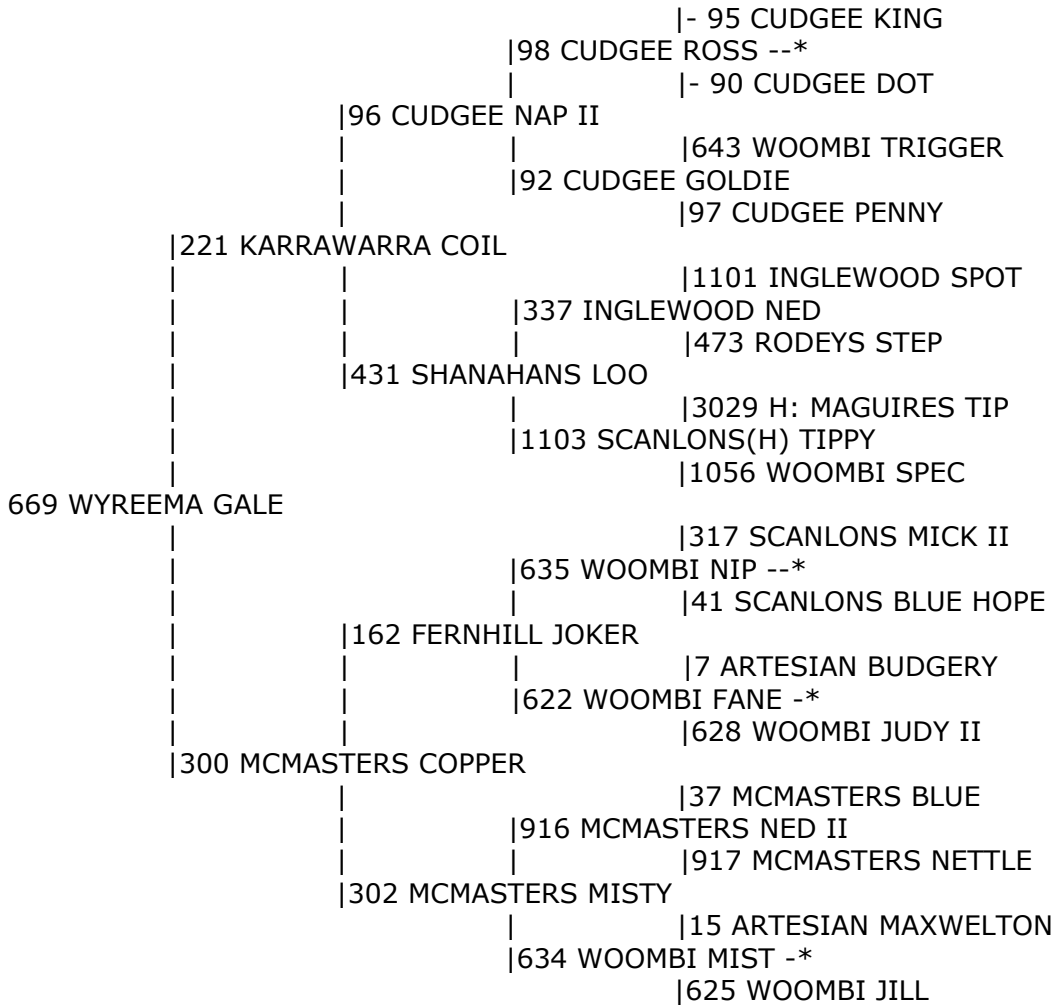 |- 95 CUDGEE KING
|98 CUDGEE ROSS --*
| |- 90 CUDGEE DOT
|96 CUDGEE NAP II
| | |643 WOOMBI TRIGGER
| |92 CUDGEE GOLDIE
| |97 CUDGEE PENNY
|221 KARRAWARRA COIL
| | |1101 INGLEWOOD SPOT
| | |337 INGLEWOOD NED
| | | |473 RODEYS STEP
| |431 SHANAHANS LOO
| | |3029 H: MAGUIRES TIP
| |1103 SCANLONS(H) TIPPY
| |1056 WOOMBI SPEC
669 WYREEMA GALE
| |317 SCANLONS MICK II
| |635 WOOMBI NIP --*
| | |41 SCANLONS BLUE HOPE
| |162 FERNHILL JOKER
| | | |7 ARTESIAN BUDGERY
| | |622 WOOMBI FANE -*
| | |628 WOOMBI JUDY II
|300 MCMASTERS COPPER
| |37 MCMASTERS BLUE
| |916 MCMASTERS NED II
| | |917 MCMASTERS NETTLE
|302 MCMASTERS MISTY
| |15 ARTESIAN MAXWELTON
|634 WOOMBI MIST -*
|625 WOOMBI JILL